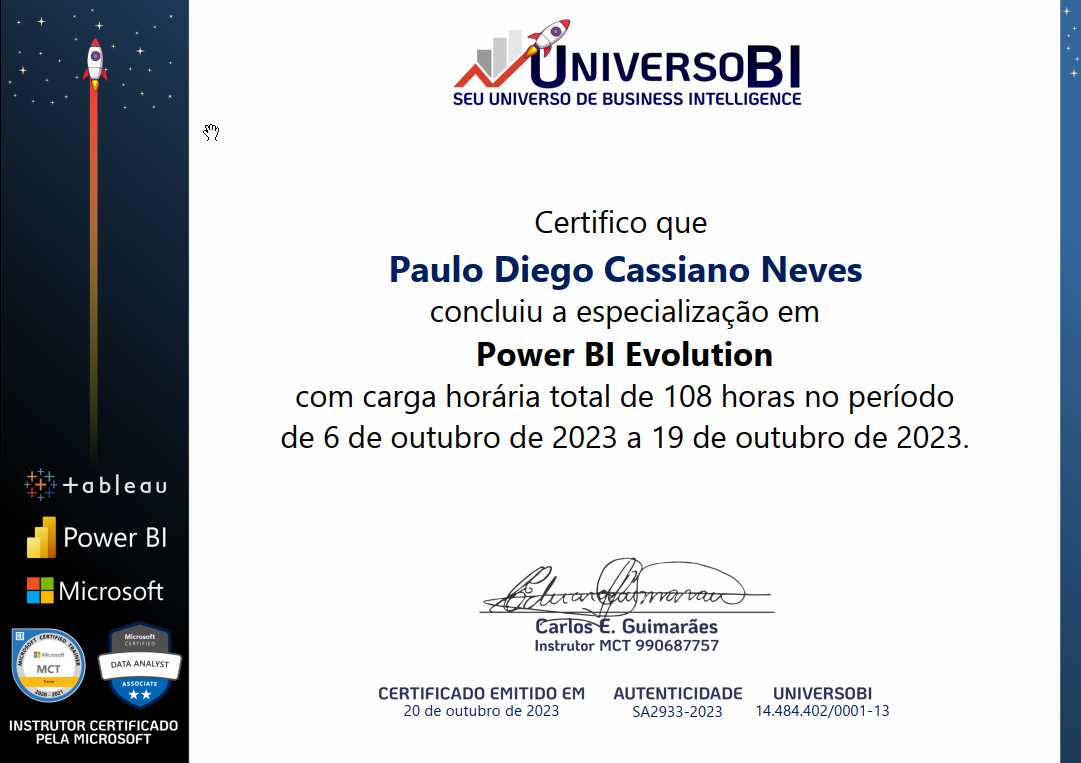 UNIVERSOBI
SEU UNIVERSO DE BUSINESS INTELLIGENCE
Certifico que
Paulo Diego Cassiano Neves
concluiu a especialização em
Power BI Evolution
com carga horária total de 108 horas no período
de 6 de outubro de 2023 a 19 de outubro de 2023.
Carlos E. Guimarães
Instrutor MCT 990687757
CERTIFICADO EMITIDO EM
20 de outubro de 2023
AUTENTICIDADE
SA2933-2023
UNIVERSOBI
14.484.402/0001-13
+ableau
Power BI
Microsoft
MICROSOFT CERTIFIED TRAINER
Microsoft
MCT
Trainer
2020 - 2021
Microsoft
CERTIFIED
DATA ANALYST
ASSOCIATE
INSTRUTOR CERTIFICADO
PELA MICROSOFT